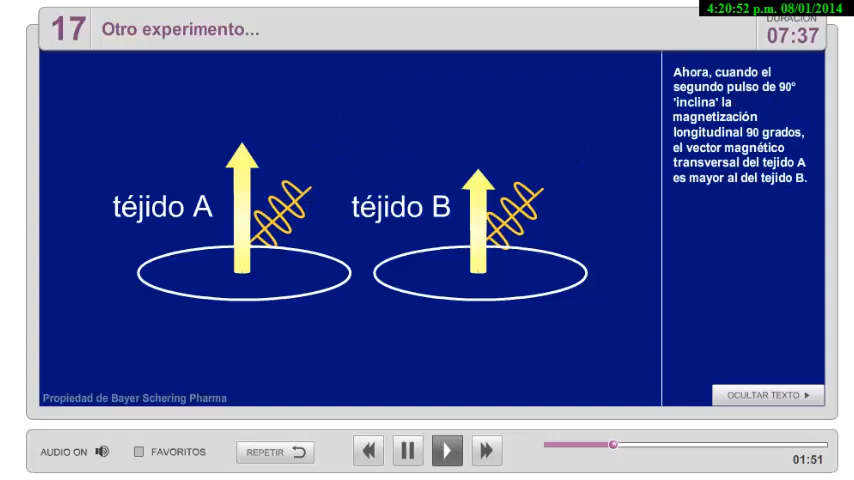 4:20:52 p.m. 08/01/2014
17 Otro experimento...
DURACIÓN
07:37
Ahora, cuando el
segundo pulso de 90°
'inclina' la
magnetización
longitudinal 90 grados,
el vector magnético
transversal del tejido A
es mayor al del tejido B.
téjido A
téjido B
Propiedad de Bayer Schering Pharma
OCULTAR TEXTO
AUDIO ON
FAVORITOS
REPETIR
01:51